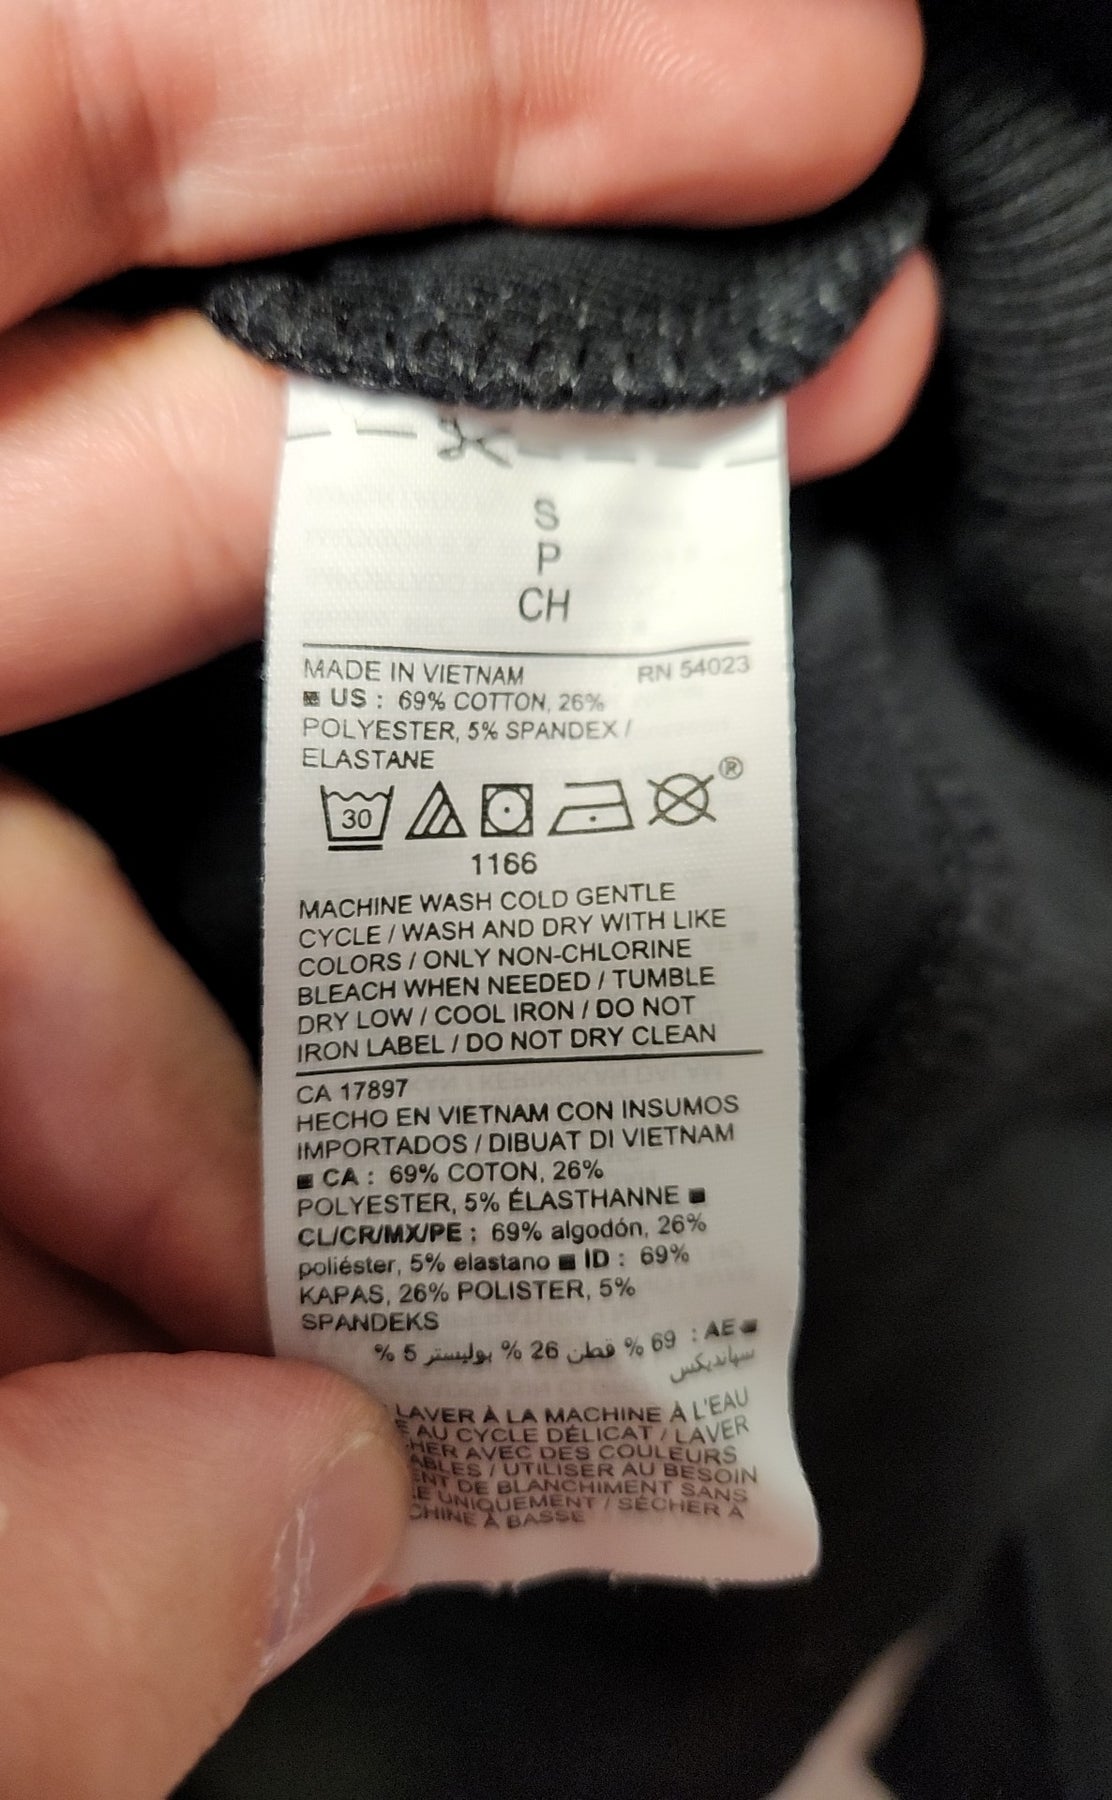 S
P
CH
MADE IN VIETNAM RN 54023
US : 69% COTTON, 26%
POLYESTER, 5% SPANDEX /
ELASTANE
30
®
1166
MACHINE WASH COLD GENTLE
CYCLE / WASH AND DRY WITH LIKE
COLORS / ONLY NON-CHLORINE
BLEACH WHEN NEEDED / TUMBLE
DRY LOW / COOL IRON / DO NOT
IRON LABEL / DO NOT DRY CLEAN
CA 17897
HECHO EN VIETNAM CON INSUMOS
IMPORTADOS / DIBUAT DI VIETNAM
■ CA : 69% COTON, 26%
POLYESTER, 5% ÉLASTHANNE ■
CL/CR/MX/PE : 69% algodón, 26%
poliéster, 5% elastano ■ ID : 69%
KAPAS, 26% POLISTER, 5%
SPANDEKS
■ AE : 69 % قطن 26 % بوليستر 5 %
سباندیكس
LAVER À LA MACHINE À L'EAU
AU CYCLE DÉLICAT / LAVER
AVEC DES COULEURS
/ UTILISER AU BESOIN
DE BLANCHIMENT SANS
UNIQUEMENT / SÉCHER À
À BASSE